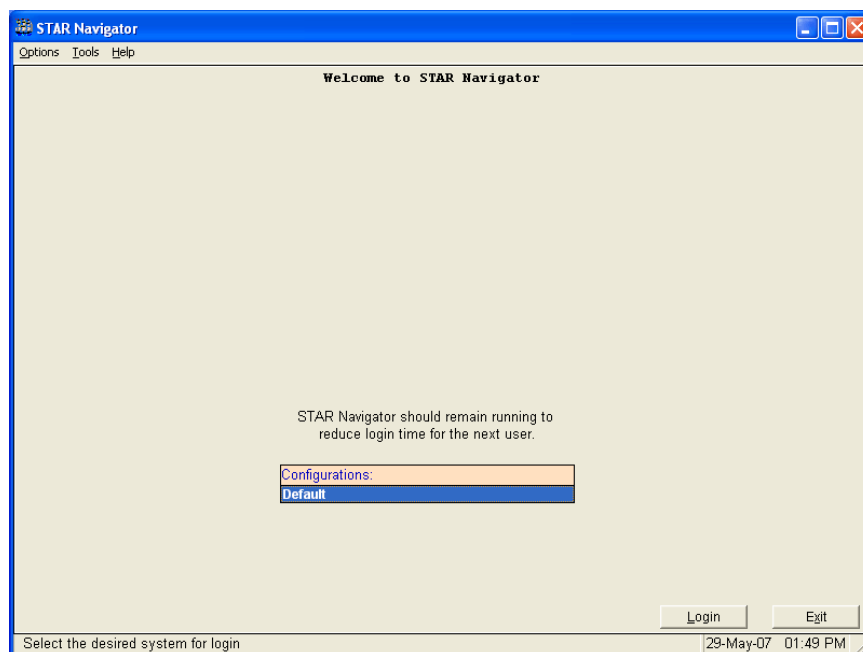 STAR Navigator
Options Tools Help
Welcome to STAR Navigator
STAR Navigator should remain running to
reduce login time for the next user.
Configurations:
Default
Login Exit
Select the desired system for login 29-May-07 01:49 PM